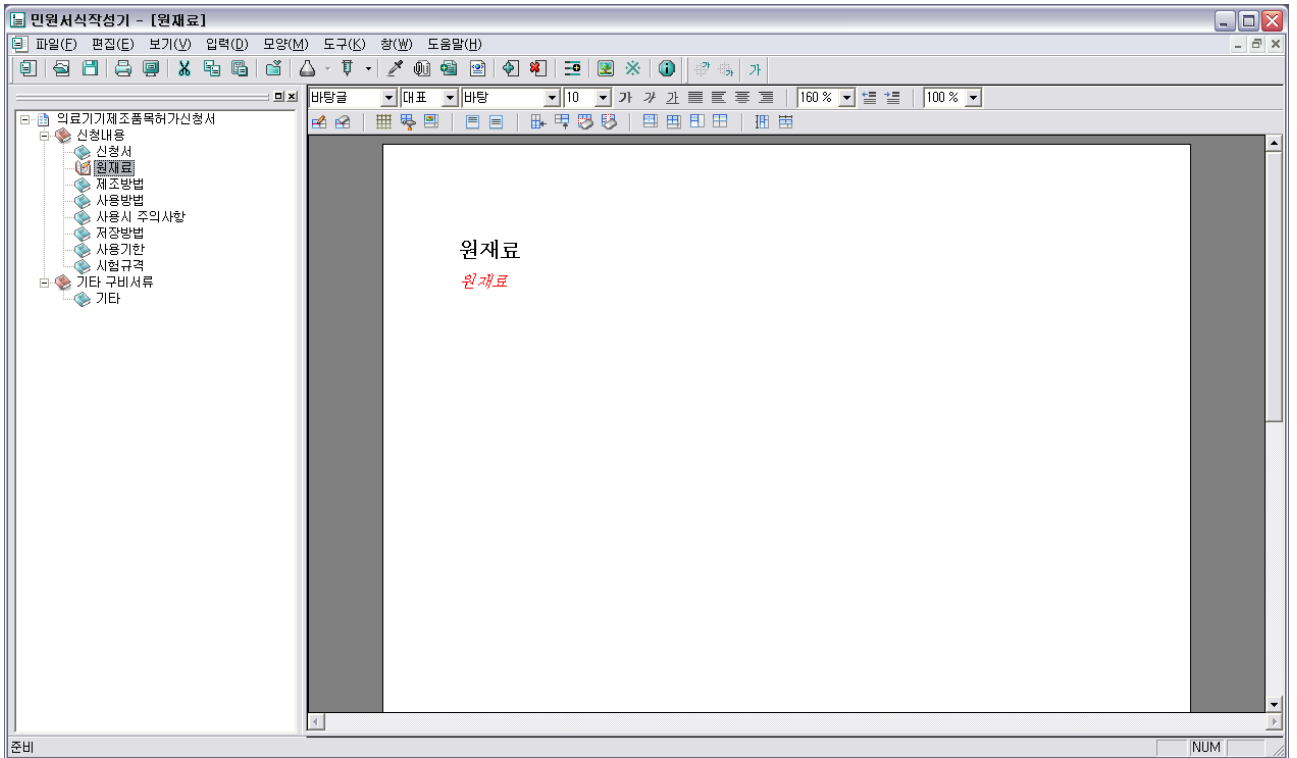 민원서식작성기 - [원재료]
파일(F) 편집(E) 보기(V) 입력(D) 모양(M) 도구(K) 창(W) 도움말(H)
가
바탕글 대표 바탕 10 가 가 가 160 % 100 %
의료기기제조품목허가신청서
신청내용
신청서
원재료
제조방법
사용방법
사용시 주의사항
저장방법
사용기한
시험규격
기타 구비서류
기타
원재료
원재료
준비 NUM